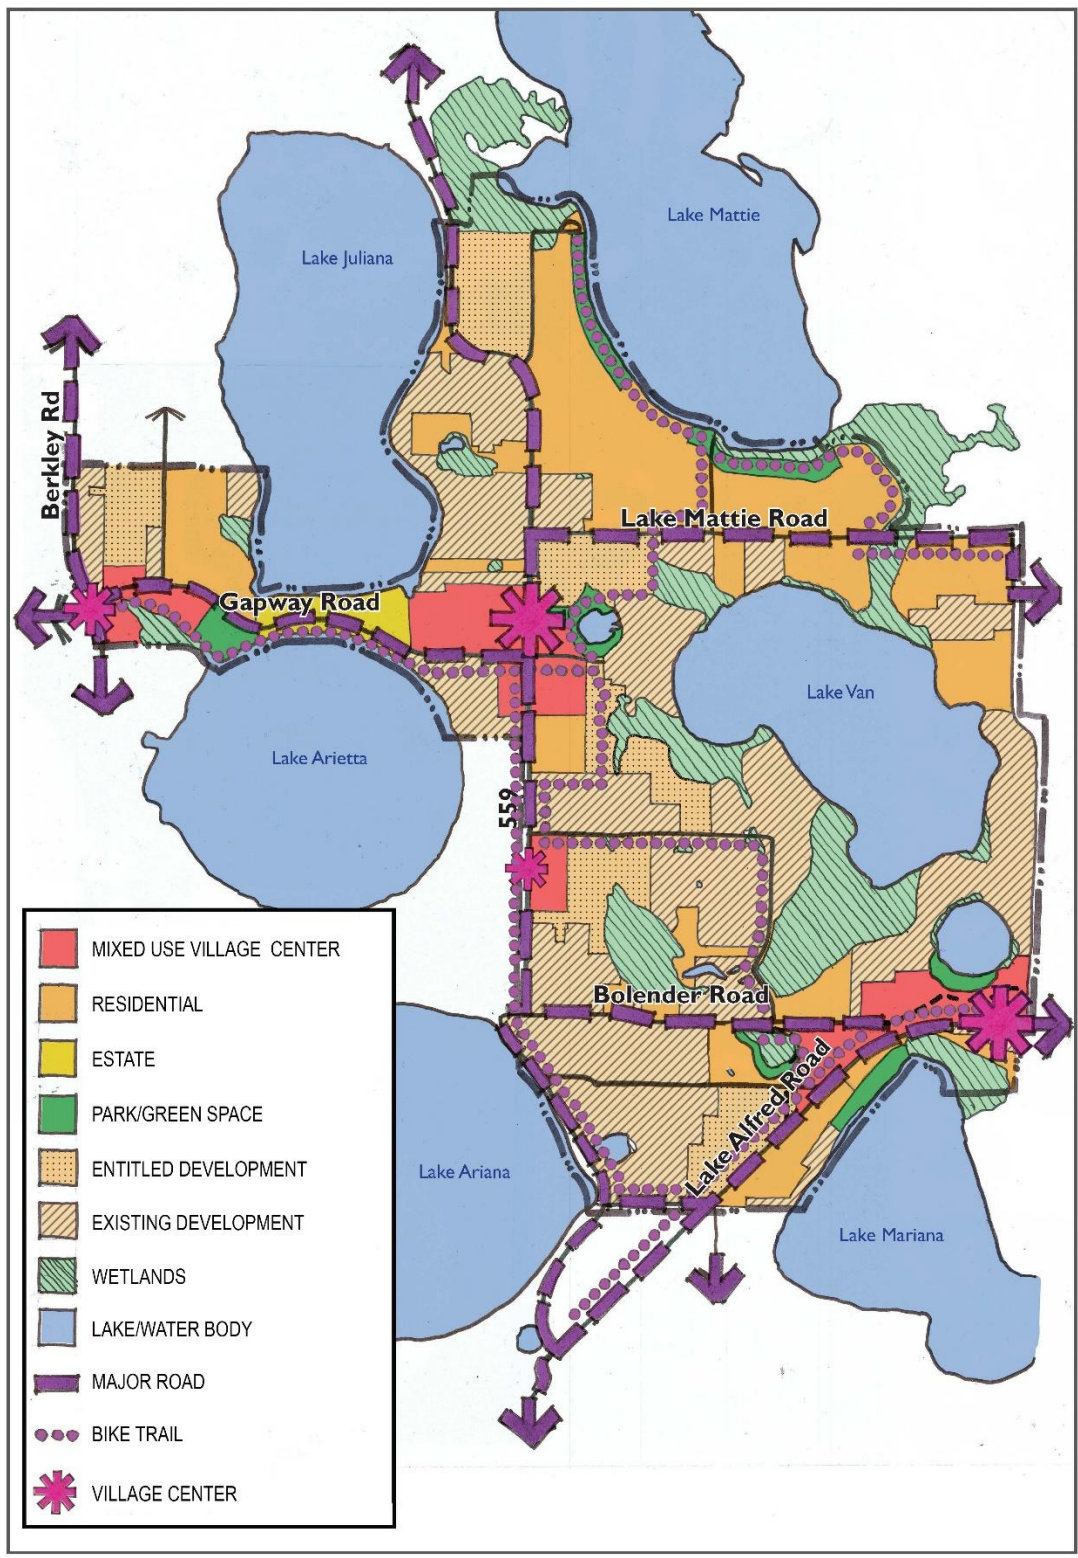 Lake Mattie
Lake Juliana
Berkley Rd
Lake Mattie Road
Gapway Road
Lake Van
Lake Arietta
559
Bolender Road
Lake Alfred Road
Lake Ariana
Lake Mariana
MIXED USE VILLAGE CENTER
RESIDENTIAL
ESTATE
PARK/GREEN SPACE
ENTITLED DEVELOPMENT
EXISTING DEVELOPMENT
WETLANDS
LAKE/WATER BODY
MAJOR ROAD
BIKE TRAIL
VILLAGE CENTER